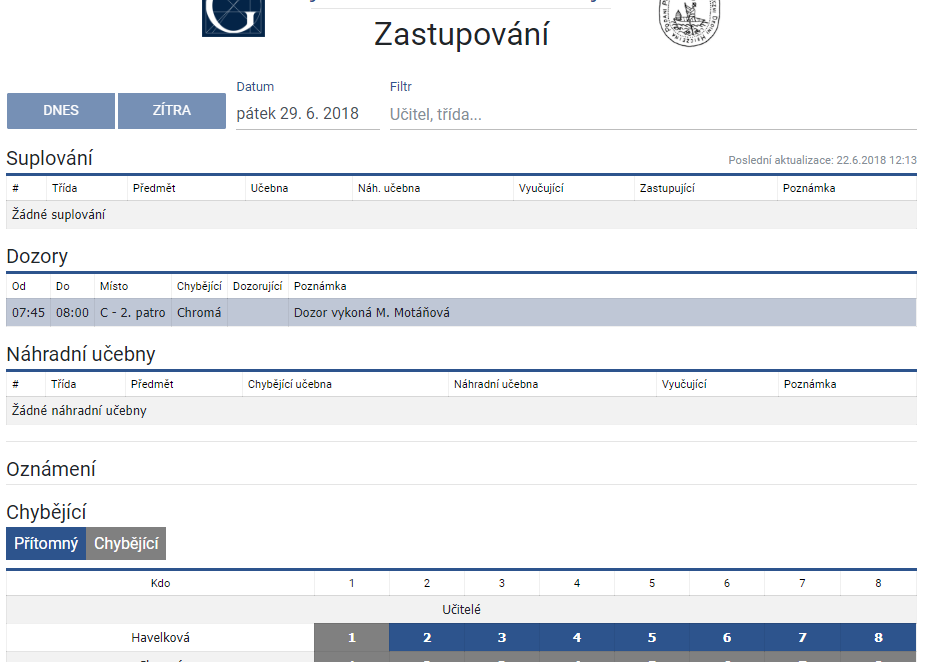 Zastupování
Datum
Filtr
DNES
ZÍTRA
pátek 29. 6. 2018
Učitel, třída...
Suplování
Poslední aktualizace: 22.6.2018 12:13
# Třída Předmět Učebna Náh. učebna Vyučující Zastupující Poznámka
Žádné suplování
Dozory
Od Do Místo Chybějící Dozorující Poznámka
07:45 08:00 C - 2. patro Chromá Dozor vykoná M. Motáňová
Náhradní učebny
# Třída Předmět Chybějící učebna Náhradní učebna Vyučující Poznámka
Žádné náhradní učebny
Oznámení
Chybějící
Přítomný Chybějící
Kdo 1 2 3 4 5 6 7 8
Učitelé
Havelková 1 2 3 4 5 6 7 8